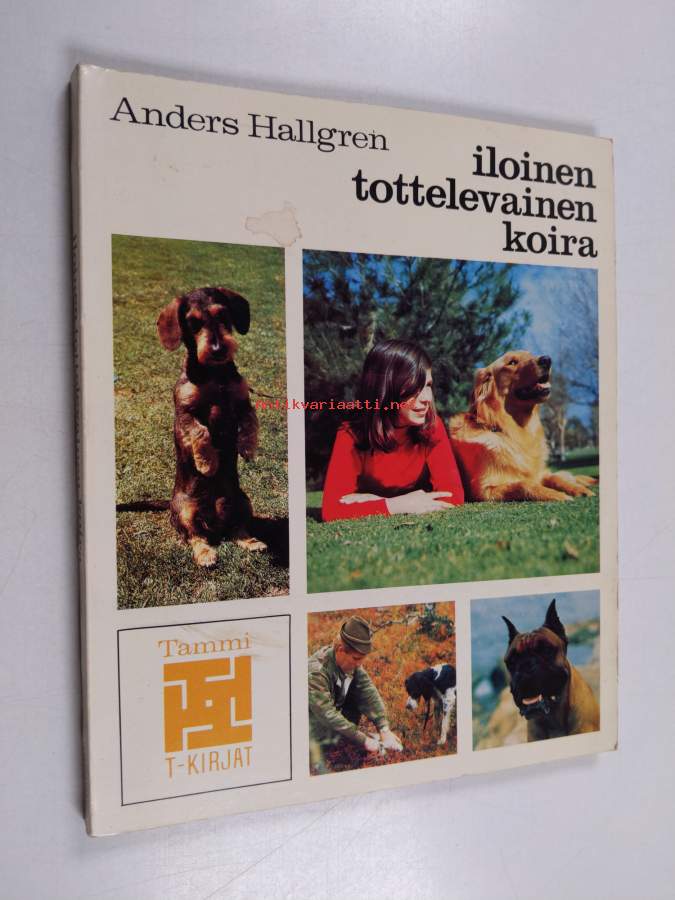 Anders Hallgren
iloinen
tottelevainen
koira
antikvariaatti.net
Tammi
T-KIRJAT